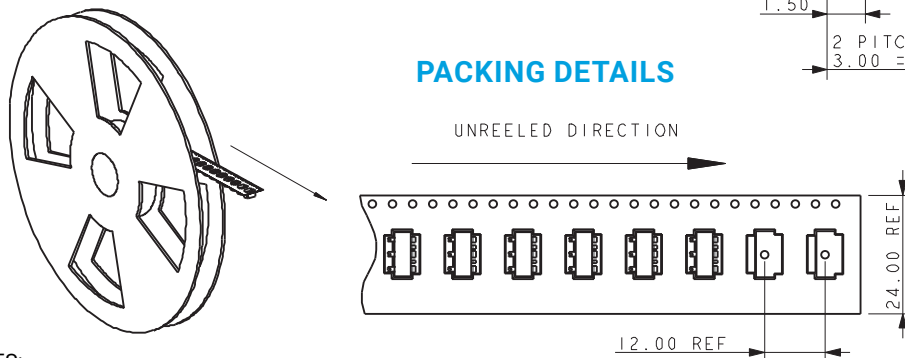 1.50
2 PITC
3.00 =
PACKING DETAILS
UNREELED DIRECTION
24.00 REF
12.00 REF